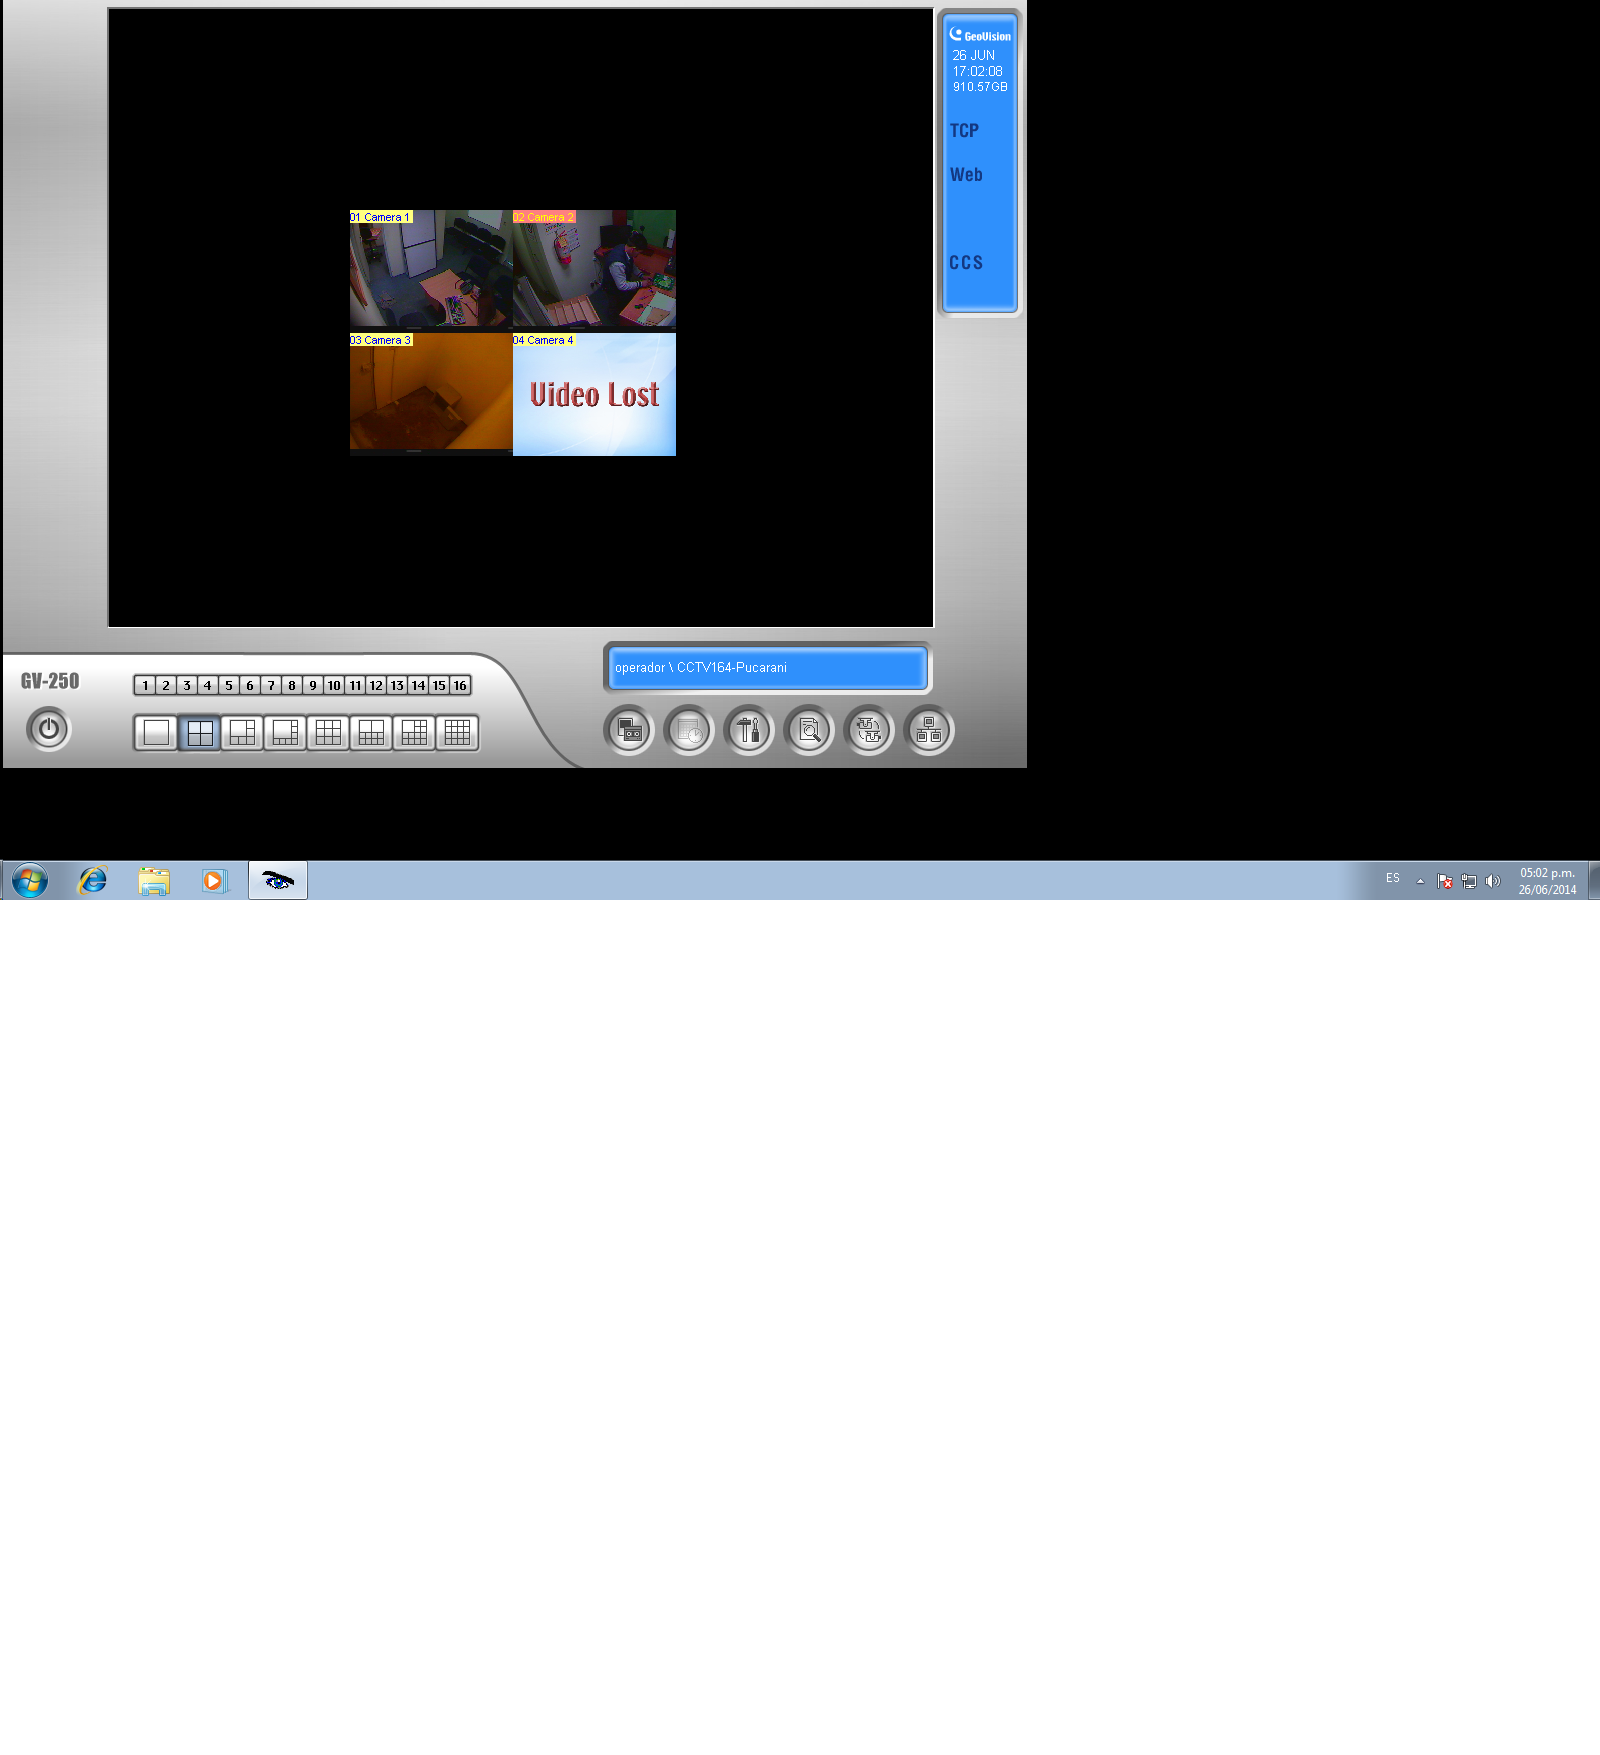 GeoVision
26 JUN
17:02:08
910.57GB
TCP
Web
CCS
01 Camera 1
02 Camera 2
03 Camera 3
04 Camera 4
Video Lost
operador \ CCTV164-Pucarani
GV-250
1 2 3 4 5 6 7 8 9 10 11 12 13 14 15 16
ES
05:02 p.m.
26/06/2014